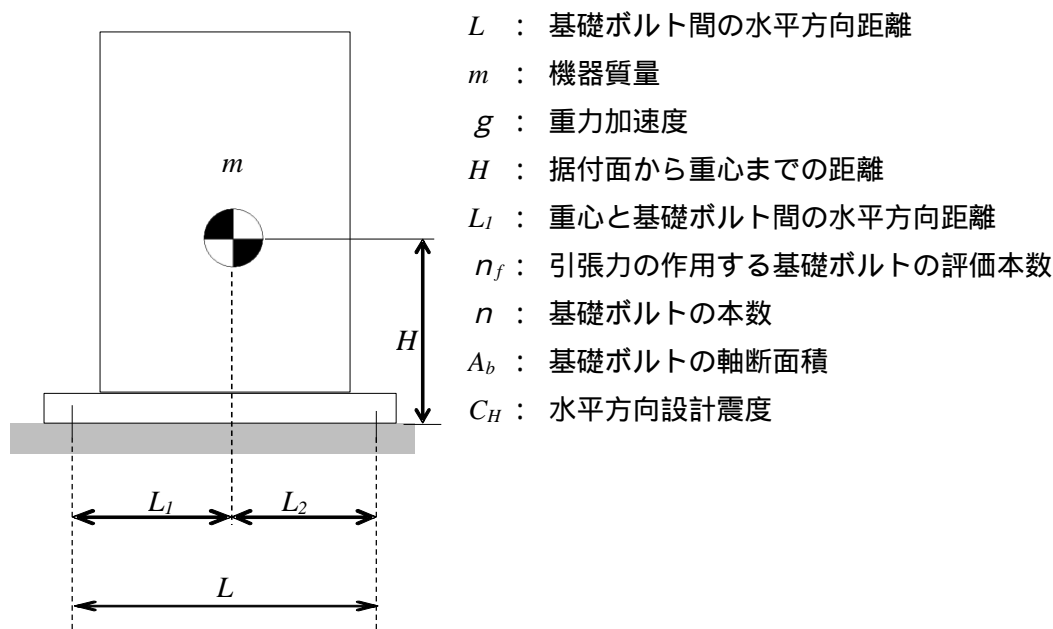 L : 基礎ボルト間の水平方向距離
m : 機器質量
g : 重力加速度
H : 据付面から重心までの距離
L₁ : 重心と基礎ボルト間の水平方向距離
n_f : 引張力の作用する基礎ボルトの評価本数
n : 基礎ボルトの本数
A_b : 基礎ボルトの軸断面積
C_H : 水平方向設計震度
m
H
L₁
L₂
L